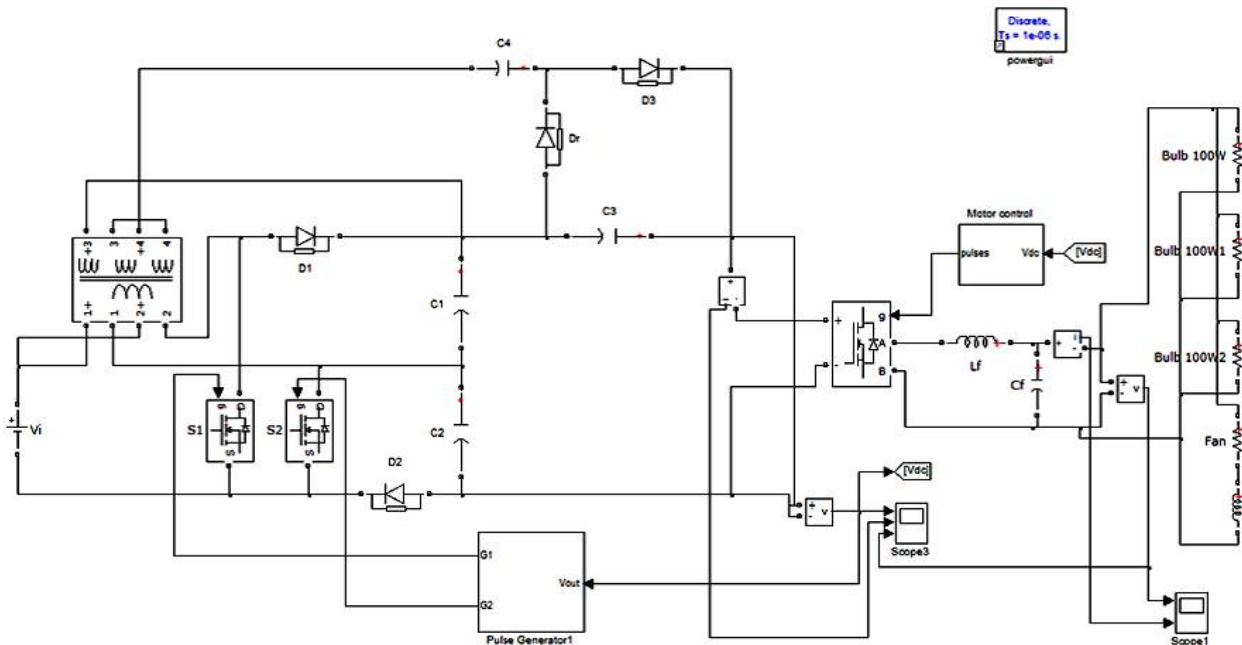 Discrete,
Ts = 1e-06 s.
powergui
C4
D3
Dr
Bulb 100W
+3 3 +4 4
C3
Motor control
D1
pulses Vdc
[Vdc]
Bulb 100W1
1+ 1 2+ 2
C1
+ g
A
- B
Lf
Cf
i
+
-
v
Bulb 100W2
Vi
S1
S2
g
S
g
S
C2
Fan
D2
[Vdc]
+
-
v
Scope3
G1
Vout
G2
Pulse Generator1
Scope1